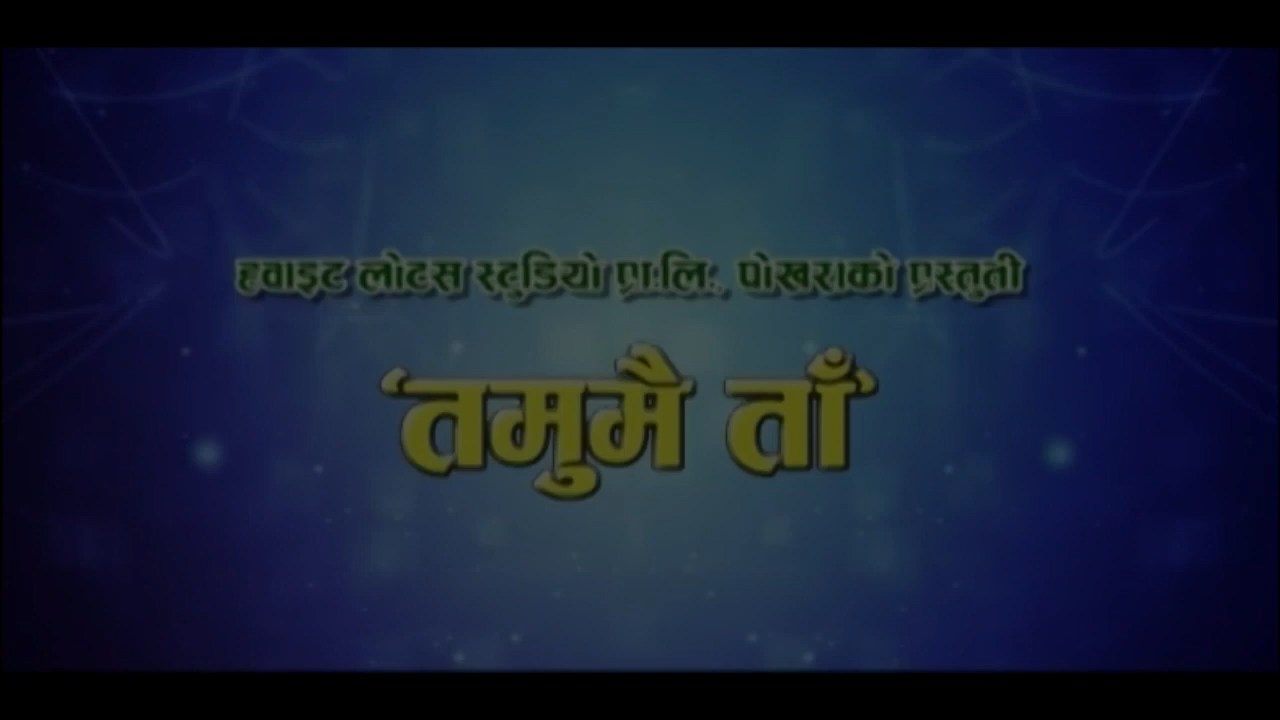 ह्वाइट लोटस स्टुडियो प्रा.लि., पोखराको प्रस्तुती
‘तमुमै ताँ’